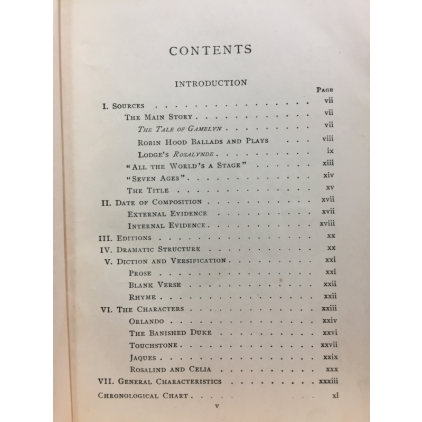 CONTENTS
INTRODUCTION
PAGE
I. SOURCES . . . . . . . . . . . . . . . vii
THE MAIN STORY . . . . . . . . . . . . vii
THE TALE OF GAMELYN . . . . . . . . . vii
ROBIN HOOD BALLADS AND PLAYS . . . . viii
LODGE'S ROSALYNDE . . . . . . . . . . ix
"ALL THE WORLD'S A STAGE" . . . . . . . xiii
"SEVEN AGES" . . . . . . . . . . . . . xiv
THE TITLE . . . . . . . . . . . . . . xv
II. DATE OF COMPOSITION . . . . . . . . . . xvii
EXTERNAL EVIDENCE . . . . . . . . . . xvii
INTERNAL EVIDENCE . . . . . . . . . . xviii
III. EDITIONS . . . . . . . . . . . . . . . xx
IV. DRAMATIC STRUCTURE . . . . . . . . . . xx
V. DICTION AND VERSIFICATION . . . . . . . . xxi
PROSE . . . . . . . . . . . . . . . xxi
BLANK VERSE . . . . . . . . . . . . . xxii
RHYME . . . . . . . . . . . . . . . xxii
VI. THE CHARACTERS . . . . . . . . . . . . xxiii
ORLANDO . . . . . . . . . . . . . . xxiv
THE BANISHED DUKE . . . . . . . . . . xxvi
TOUCHSTONE . . . . . . . . . . . . . xxvii
JAQUES . . . . . . . . . . . . . . . xxix
ROSALIND AND CELIA . . . . . . . . . . xxx
VII. GENERAL CHARACTERISTICS . . . . . . . . xxxiii
CHRONOLOGICAL CHART . . . . . . . . . . . xl
v